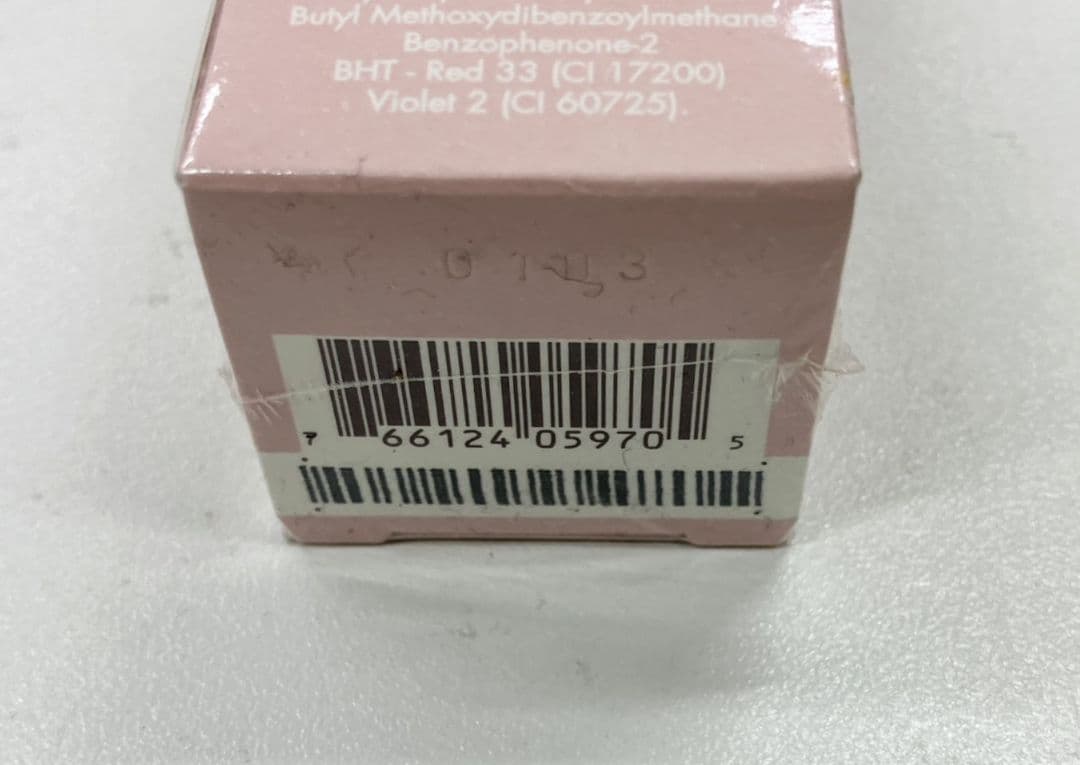 Butyl Methoxydibenzoylmethane
Benzophenone-2
BHT - Red 33 (CI 17200)
Violet 2 (CI 60725).
7 66124 05970 5